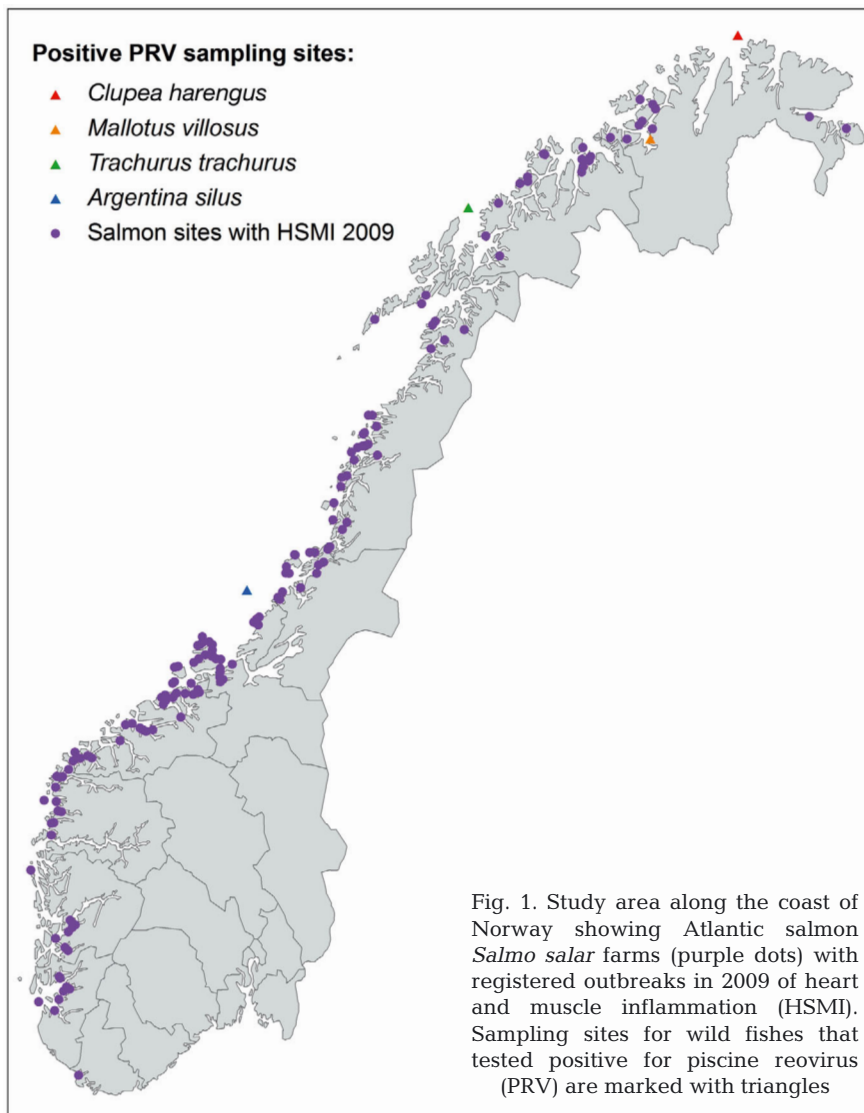 Positive PRV sampling sites:
Clupea harengus
Mallotus villosus
Trachurus trachurus
Argentina silus
Salmon sites with HSMI 2009
Fig. 1. Study area along the coast of
Norway showing Atlantic salmon
Salmo salar farms (purple dots) with
registered outbreaks in 2009 of heart
and muscle inflammation (HSMI).
Sampling sites for wild fishes that
tested positive for piscine reovirus
(PRV) are marked with triangles